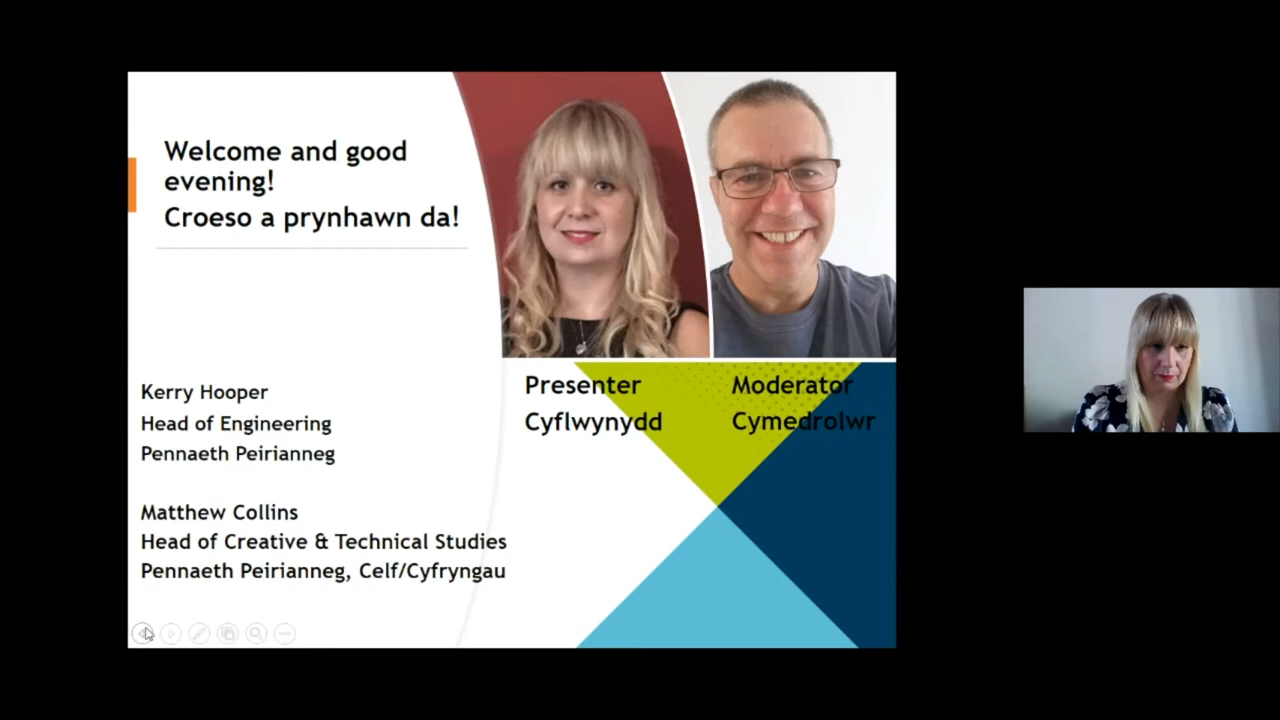 Welcome and good
evening!
Croeso a prynhawn da!
Presenter
Cyflwynydd
Moderator
Cymedrolwr
Kerry Hooper
Head of Engineering
Pennaeth Peirianneg
Matthew Collins
Head of Creative & Technical Studies
Pennaeth Peirianneg, Celf/Cyfryngau